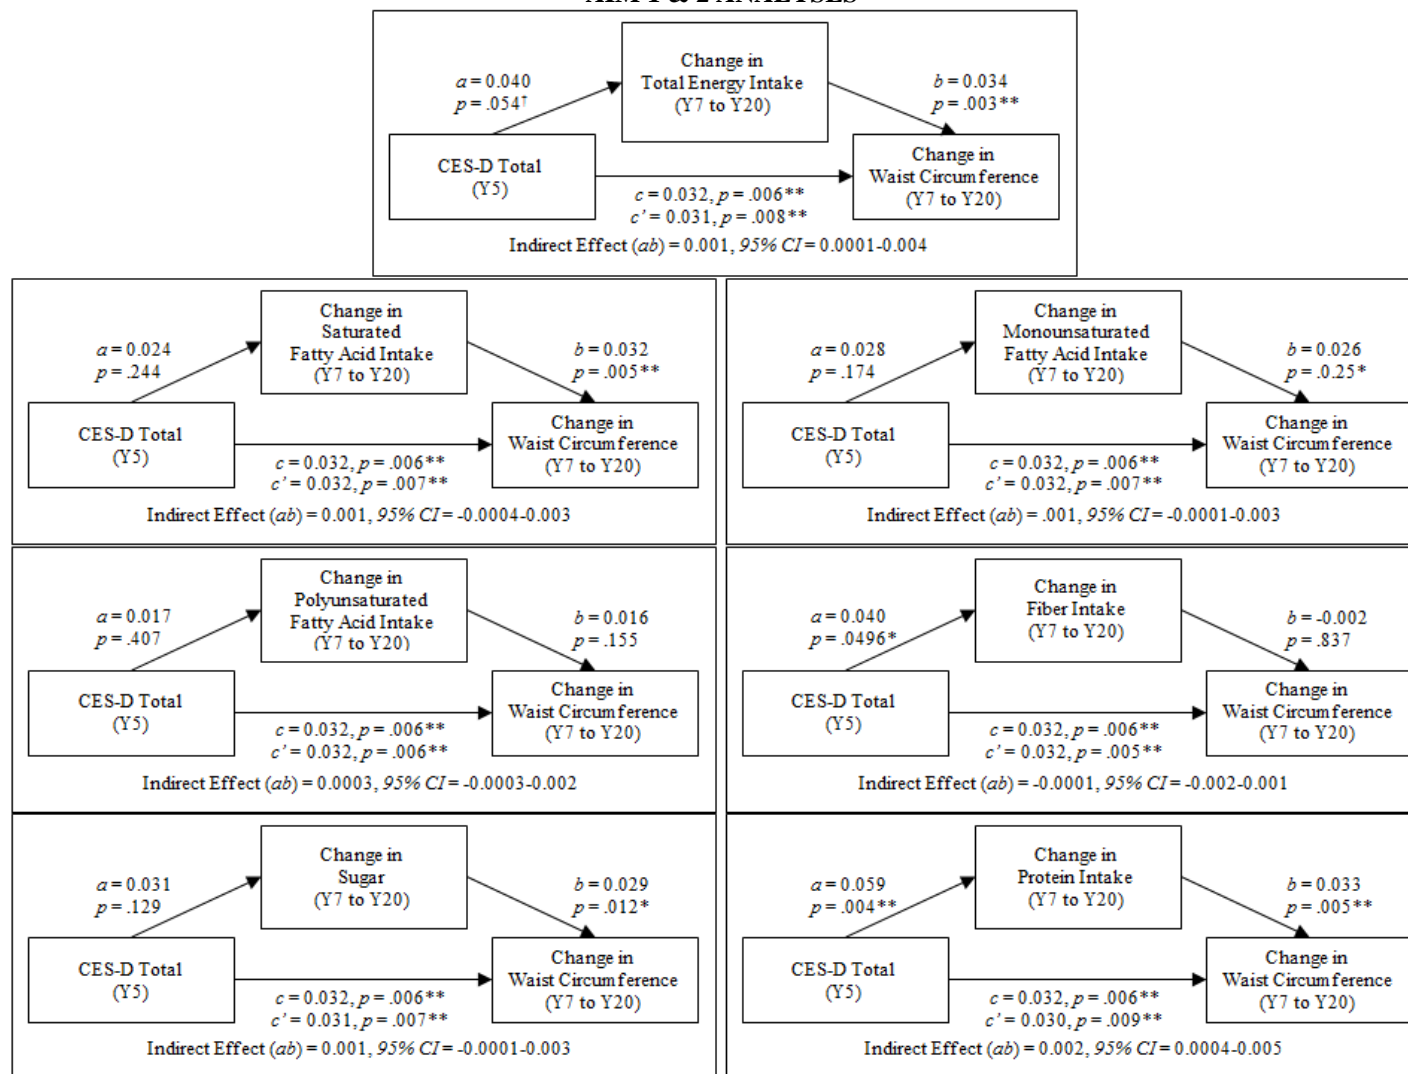 AIM 1 & 2 ANALYSES
Change in
Total Energy Intake
(Y7 to Y20)
a = 0.040
p = .054†
b = 0.034
p = .003**
CES-D Total
(Y5)
Change in
Waist Circumference
(Y7 to Y20)
c = 0.032, p = .006**
c’ = 0.031, p = .008**
Indirect Effect (ab) = 0.001, 95% CI = 0.0001-0.004
Change in
Saturated
Fatty Acid Intake
(Y7 to Y20)
a = 0.024
p = .244
b = 0.032
p = .005**
CES-D Total
(Y5)
Change in
Waist Circumference
(Y7 to Y20)
c = 0.032, p = .006**
c’ = 0.032, p = .007**
Indirect Effect (ab) = 0.001, 95% CI = -0.0004-0.003
Change in
Monounsaturated
Fatty Acid Intake
(Y7 to Y20)
a = 0.028
p = .174
b = 0.026
p = .0.25*
CES-D Total
(Y5)
Change in
Waist Circumference
(Y7 to Y20)
c = 0.032, p = .006**
c’ = 0.032, p = .007**
Indirect Effect (ab) = .001, 95% CI = -0.0001-0.003
Change in
Polyunsaturated
Fatty Acid Intake
(Y7 to Y20)
a = 0.017
p = .407
b = 0.016
p = .155
CES-D Total
(Y5)
Change in
Waist Circumference
(Y7 to Y20)
c = 0.032, p = .006**
c’ = 0.032, p = .006**
Indirect Effect (ab) = 0.0003, 95% CI = -0.0003-0.002
Change in
Fiber Intake
(Y7 to Y20)
a = 0.040
p = .0496*
b = -0.002
p = .837
CES-D Total
(Y5)
Change in
Waist Circumference
(Y7 to Y20)
c = 0.032, p = .006**
c’ = 0.032, p = .005**
Indirect Effect (ab) = -0.0001, 95% CI = -0.002-0.001
Change in
Sugar
(Y7 to Y20)
a = 0.031
p = .129
b = 0.029
p = .012*
CES-D Total
(Y5)
Change in
Waist Circumference
(Y7 to Y20)
c = 0.032, p = .006**
c’ = 0.031, p = .007**
Indirect Effect (ab) = 0.001, 95% CI = -0.0001-0.003
Change in
Protein Intake
(Y7 to Y20)
a = 0.059
p = .004**
b = 0.033
p = .005**
CES-D Total
(Y5)
Change in
Waist Circumference
(Y7 to Y20)
c = 0.032, p = .006**
c’ = 0.030, p = .009**
Indirect Effect (ab) = 0.002, 95% CI = 0.0004-0.005